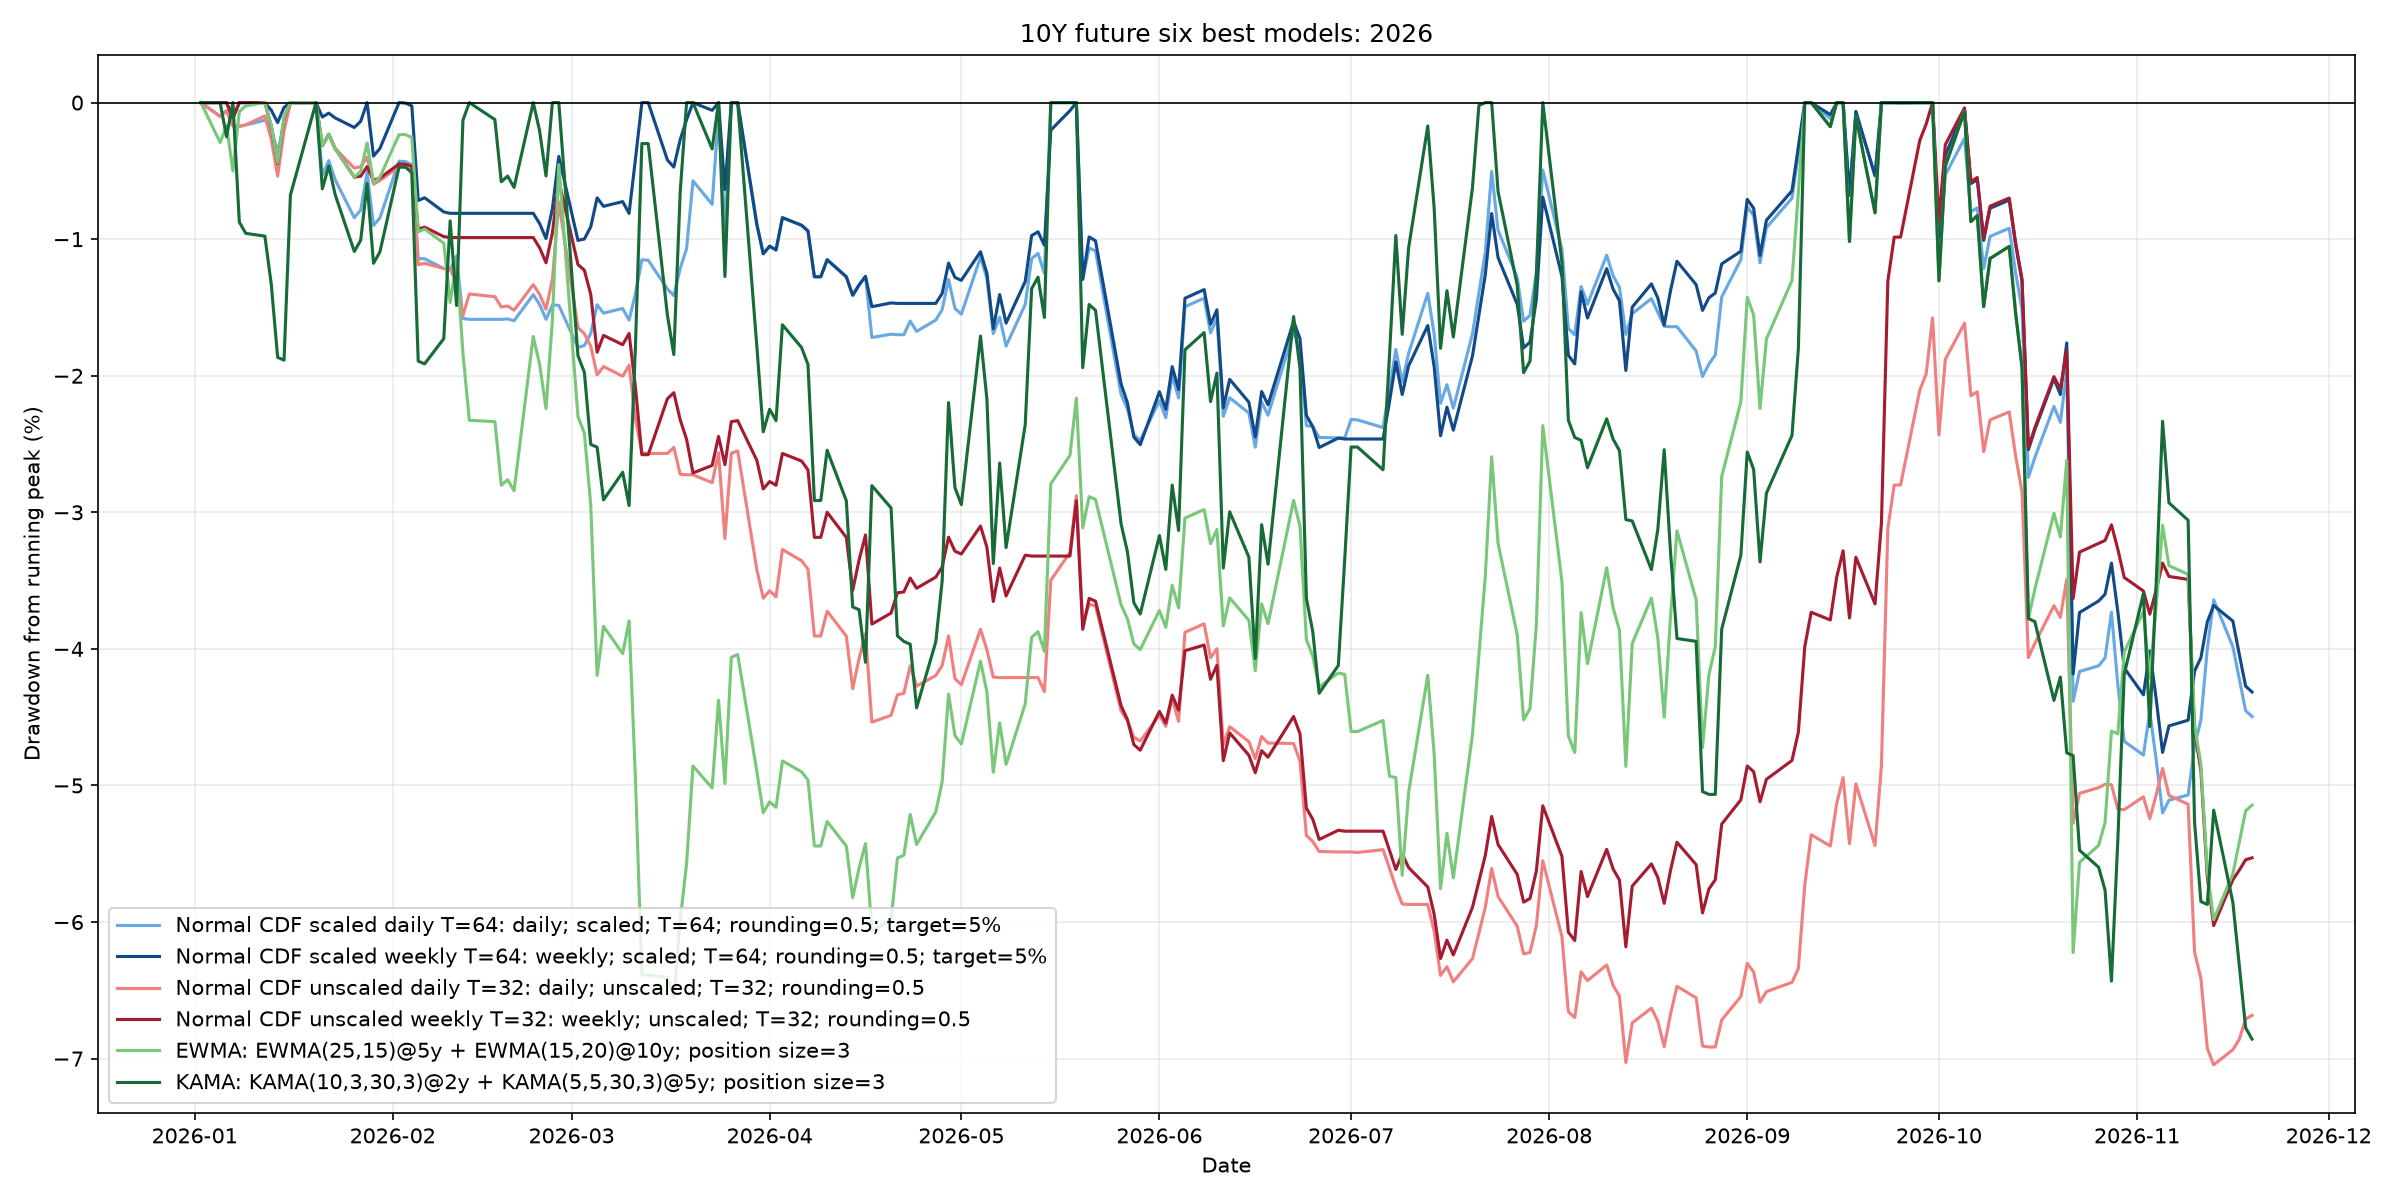 10Y future six best models: 2026
Drawdown from running peak (%)
0
−1
−2
−3
−4
−5
−6
−7
Normal CDF scaled daily T=64: daily; scaled; T=64; rounding=0.5; target=5%
Normal CDF scaled weekly T=64: weekly; scaled; T=64; rounding=0.5; target=5%
Normal CDF unscaled daily T=32: daily; unscaled; T=32; rounding=0.5
Normal CDF unscaled weekly T=32: weekly; unscaled; T=32; rounding=0.5
EWMA: EWMA(25,15)@5y + EWMA(15,20)@10y; position size=3
KAMA: KAMA(10,3,30,3)@2y + KAMA(5,5,30,3)@5y; position size=3
2026-01 2026-02 2026-03 2026-04 2026-05 2026-06 2026-07 2026-08 2026-09 2026-10 2026-11 2026-12
Date